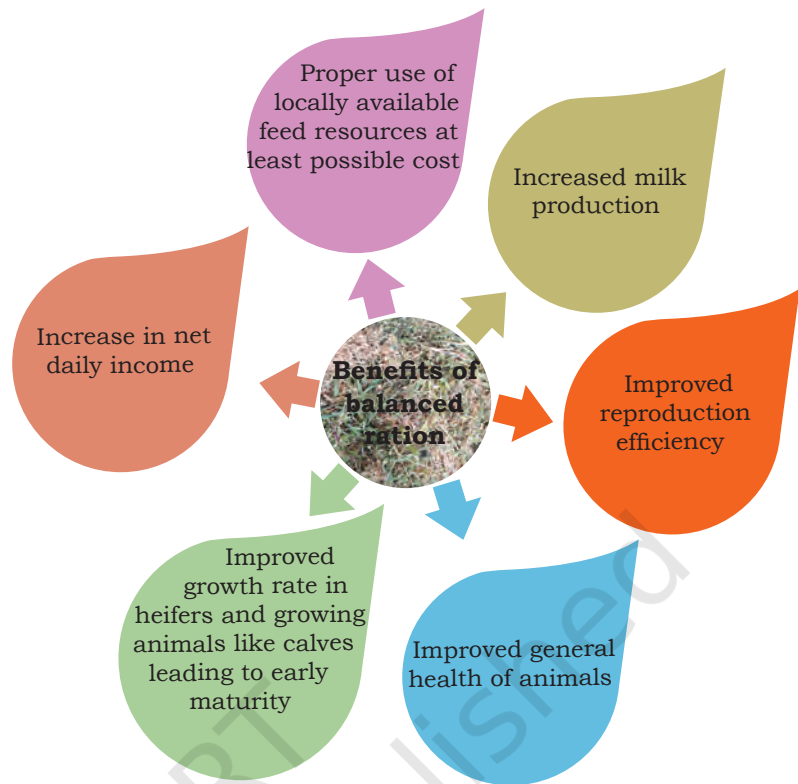 Proper use of
locally available
feed resources at
least possible cost
Increased milk
production
Improved
reproduction
efficiency
Improved general
health of animals
Improved
growth rate in
heifers and growing
animals like calves
leading to early
maturity
Increase in net
daily income
Benefits of
balanced
ration